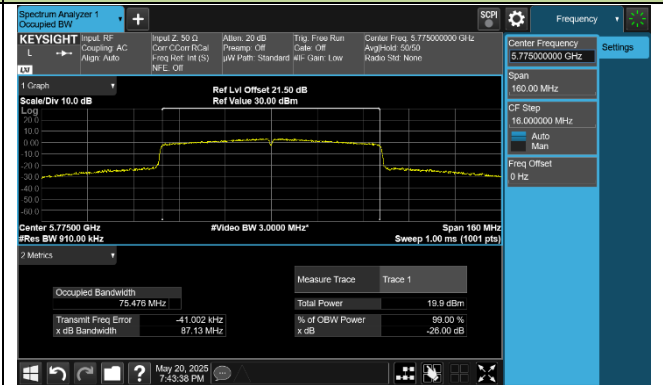 Spectrum Analyzer 1
Occupied BW
+
SCPI
Frequency
KEYSIGHT
L
LXI
Input: RF
Coupling: AC
Align: Auto
Input Z: 50 Ω
Corr CCorr RCal
Freq Ref: Int (S)
NFE: Off
Atten: 20 dB
Preamp: Off
µW Path: Standard
Trig: Free Run
Gate: Off
#IF Gain: Low
Center Freq: 5.775000000 GHz
Avg|Hold: 50/50
Radio Std: None
Center Frequency
5.775000000 GHz
Settings
Span
160.00 MHz
CF Step
16.000000 MHz
Auto
Man
Freq Offset
0 Hz
1 Graph
Scale/Div 10.0 dB
Ref Lvl Offset 21.50 dB
Ref Value 30.00 dBm
Log
20.0
10.0
0.00
-10.0
-20.0
-30.0
-40.0
-50.0
-60.0
Center 5.77500 GHz
#Res BW 910.00 kHz
#Video BW 3.0000 MHz*
Span 160 MHz
Sweep 1.00 ms (1001 pts)
2 Metrics
Measure Trace Trace 1
Occupied Bandwidth
75.476 MHz
Total Power 19.9 dBm
Transmit Freq Error -41.002 kHz
% of OBW Power 99.00 %
x dB Bandwidth 87.13 MHz
x dB -26.00 dB
?
May 20, 2025
7:43:38 PM